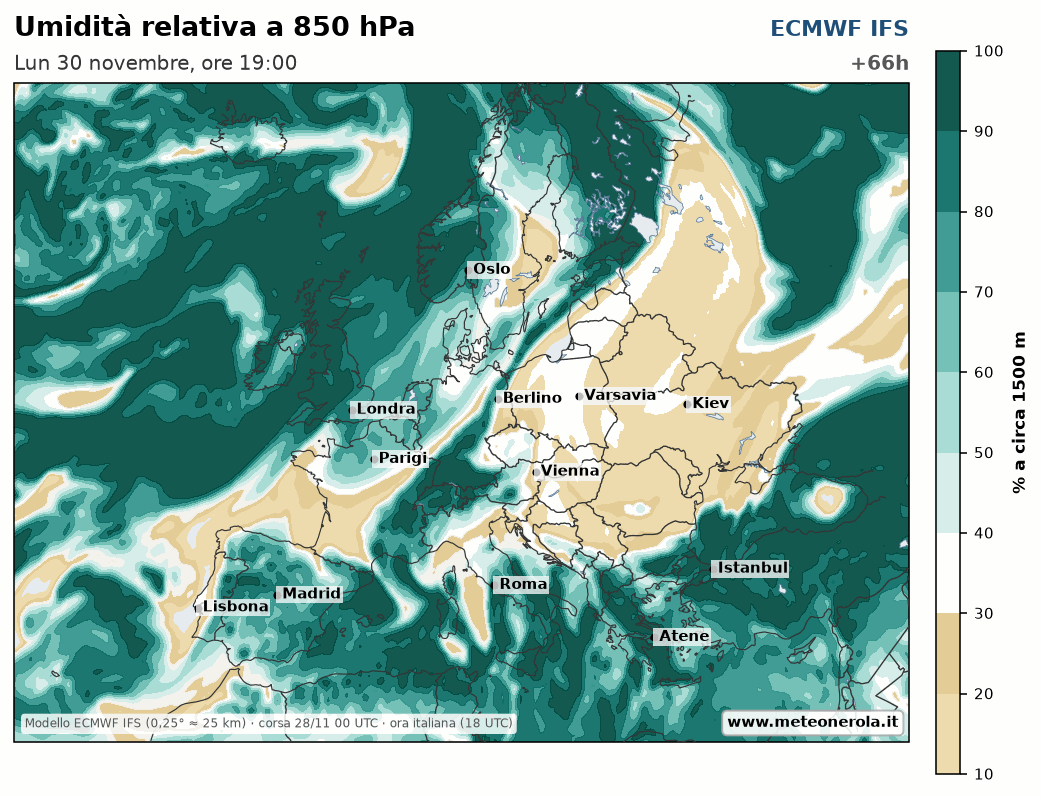 Umidità relativa a 850 hPa
ECMWF IFS
Lun 30 novembre, ore 19:00
+66h
100
90
80
70
60
50
40
30
20
10
% a circa 1500 m
Oslo
Londra
Berlino
Varsavia
Kiev
Parigi
Vienna
Istanbul
Roma
Madrid
Lisbona
Atene
Modello ECMWF IFS (0,25° ≈ 25 km) · corsa 28/11 00 UTC · ora italiana (18 UTC)
www.meteonerola.it